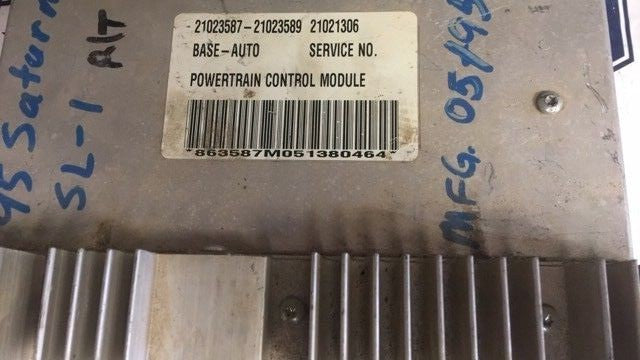 21023587-21023589 21021306
BASE-AUTO SERVICE NO.
POWERTRAIN CONTROL MODULE
*863587M051380464*
95 Saturn
SL-1
A/T
MFG. 05/95